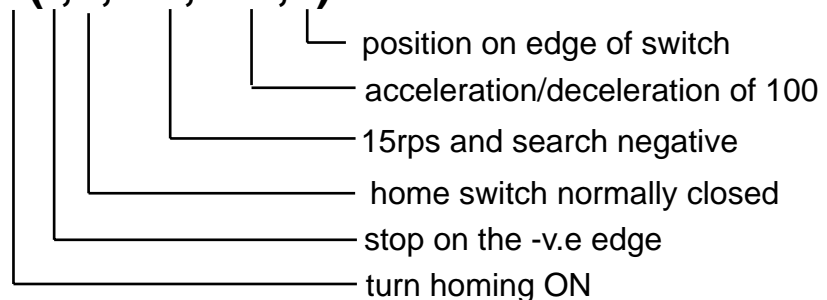 position on edge of switch
acceleration/deceleration of 100
15rps and search negative
home switch normally closed
stop on the -v.e edge
turn homing ON